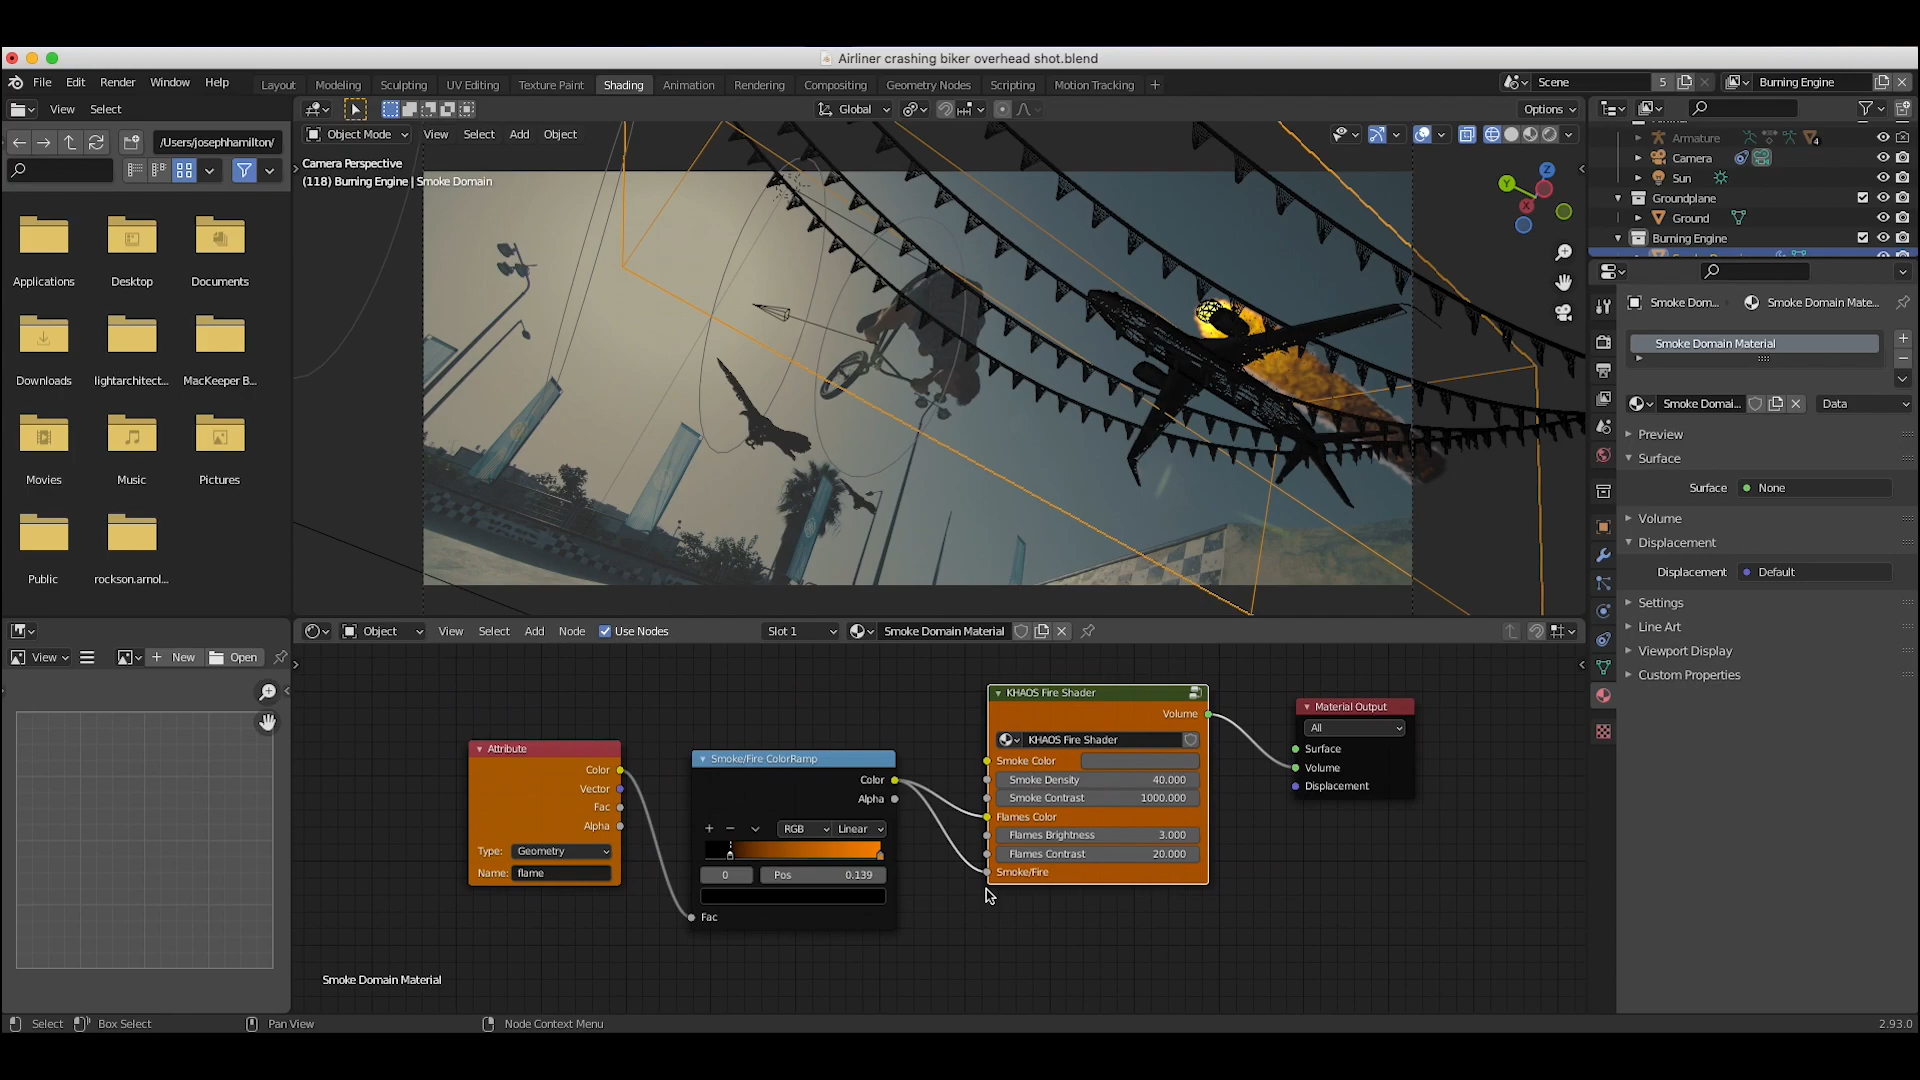 Airliner crashing biker overhead shot.blend
File Edit Render Window Help
Layout Modeling Sculpting UV Editing Texture Paint Shading Animation Rendering Compositing Geometry Nodes Scripting Motion Tracking
Scene 5 Burning Engine
View Select
Global
Options
/Users/josephhamilton/
Object Mode View Select Add Object
Camera Perspective
(118) Burning Engine | Smoke Domain
Applications Desktop Documents
Downloads lightarchitect... MacKeeper B...
Movies Music Pictures
Public rockson.arnol...
Armature 4
Camera
Sun
Groundplane
Ground
Burning Engine
Smoke Dom... Smoke Domain Mate...
Smoke Domain Material
Smoke Domai... Data
Preview
Surface
Surface None
Volume
Displacement
Displacement Default
Settings
Line Art
Viewport Display
Custom Properties
View New Open
Object View Select Add Node Use Nodes Slot 1 Smoke Domain Material
Attribute
Color
Vector
Fac
Alpha
Type: Geometry
Name: flame
Smoke/Fire ColorRamp
Color
Alpha
RGB Linear
0 Pos 0.139
Fac
KHAOS Fire Shader
Volume
KHAOS Fire Shader
Smoke Color
Smoke Density 40.000
Smoke Contrast 1000.000
Flames Color
Flames Brightness 3.000
Flames Contrast 20.000
Smoke/Fire
Material Output
All
Surface
Volume
Displacement
Smoke Domain Material
Select Box Select Pan View Node Context Menu 2.93.0